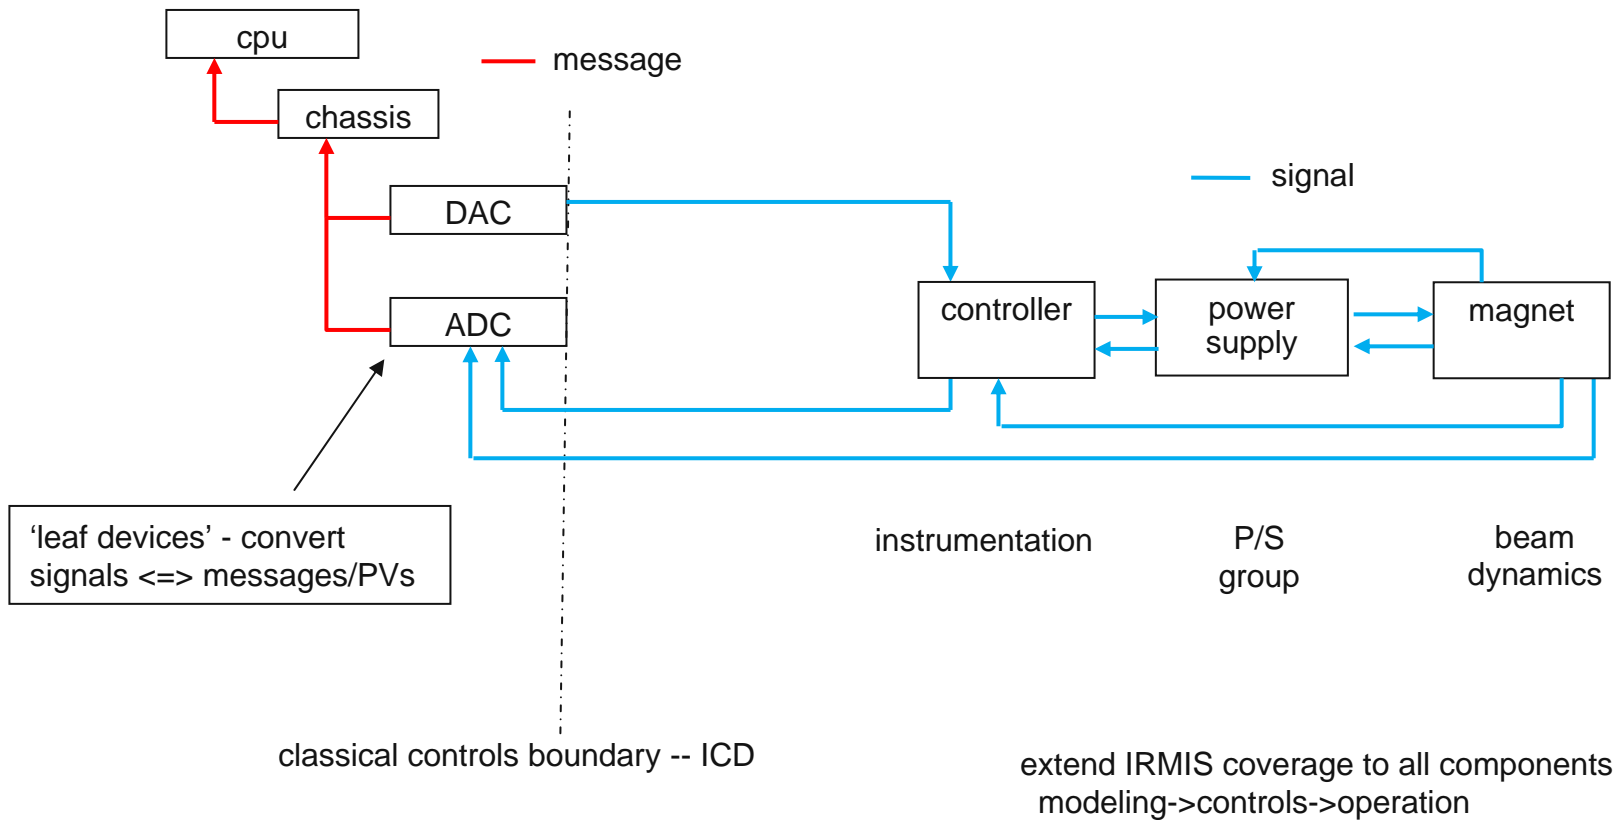 cpu
message
chassis
signal
DAC
controller
power
supply
magnet
ADC
‘leaf devices’ - convert
signals <=> messages/PVs
instrumentation
P/S
group
beam
dynamics
classical controls boundary -- ICD
extend IRMIS coverage to all components
modeling->controls->operation